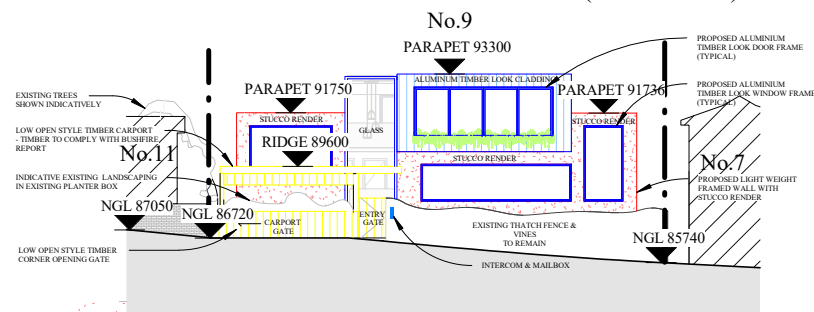 No.9
PARAPET 93300
PROPOSED ALUMINIUM
TIMBER LOOK DOOR FRAME
(TYPICAL)
ALUMINIUM TIMBER LOOK CLADDING
PARAPET 91750
PARAPET 91736
PROPOSED ALUMINIUM
TIMBER LOOK WINDOW FRAME
(TYPICAL)
EXISTING TREES
SHOWN INDICATIVELY
STUCCO RENDER
GLASS
STUCCO RENDER
LOW OPEN STYLE TIMBER CARPORT
- TIMBER TO COMPLY WITH BUSHFIRE
REPORT
No.11
RIDGE 89600
STUCCO RENDER
No.7
INDICATIVE EXISTING LANDSCAPING
IN EXISTING PLANTER BOX
PROPOSED LIGHT WEIGHT
FRAMED WALL WITH
STUCCO RENDER
NGL 87050
NGL 86720
CARPORT
GATE
ENTRY
GATE
EXISTING THATCH FENCE &
VINES
TO REMAIN
NGL 85740
LOW OPEN STYLE TIMBER
CORNER OPENING GATE
INTERCOM & MAILBOX